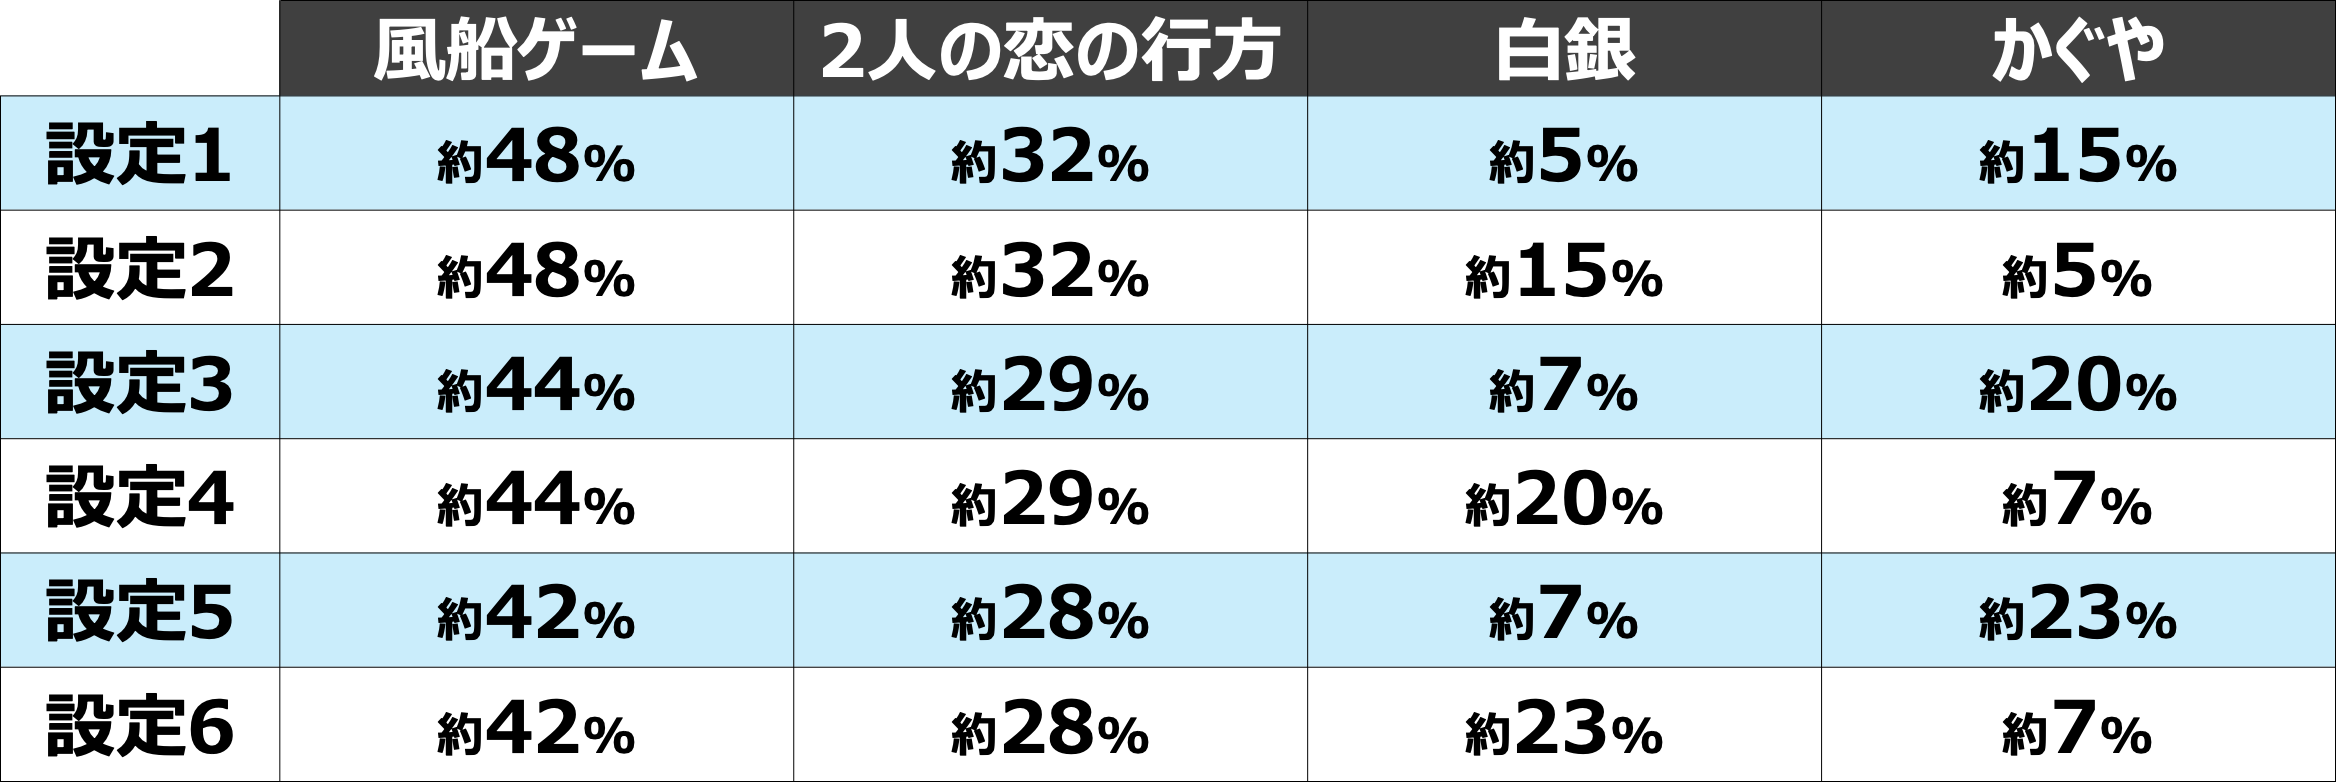 風船ゲーム 2人の恋の行方 白銀 かぐや
設定1 約48% 約32% 約5% 約15%
設定2 約48% 約32% 約15% 約5%
設定3 約44% 約29% 約7% 約20%
設定4 約44% 約29% 約20% 約7%
設定5 約42% 約28% 約7% 約23%
設定6 約42% 約28% 約23% 約7%